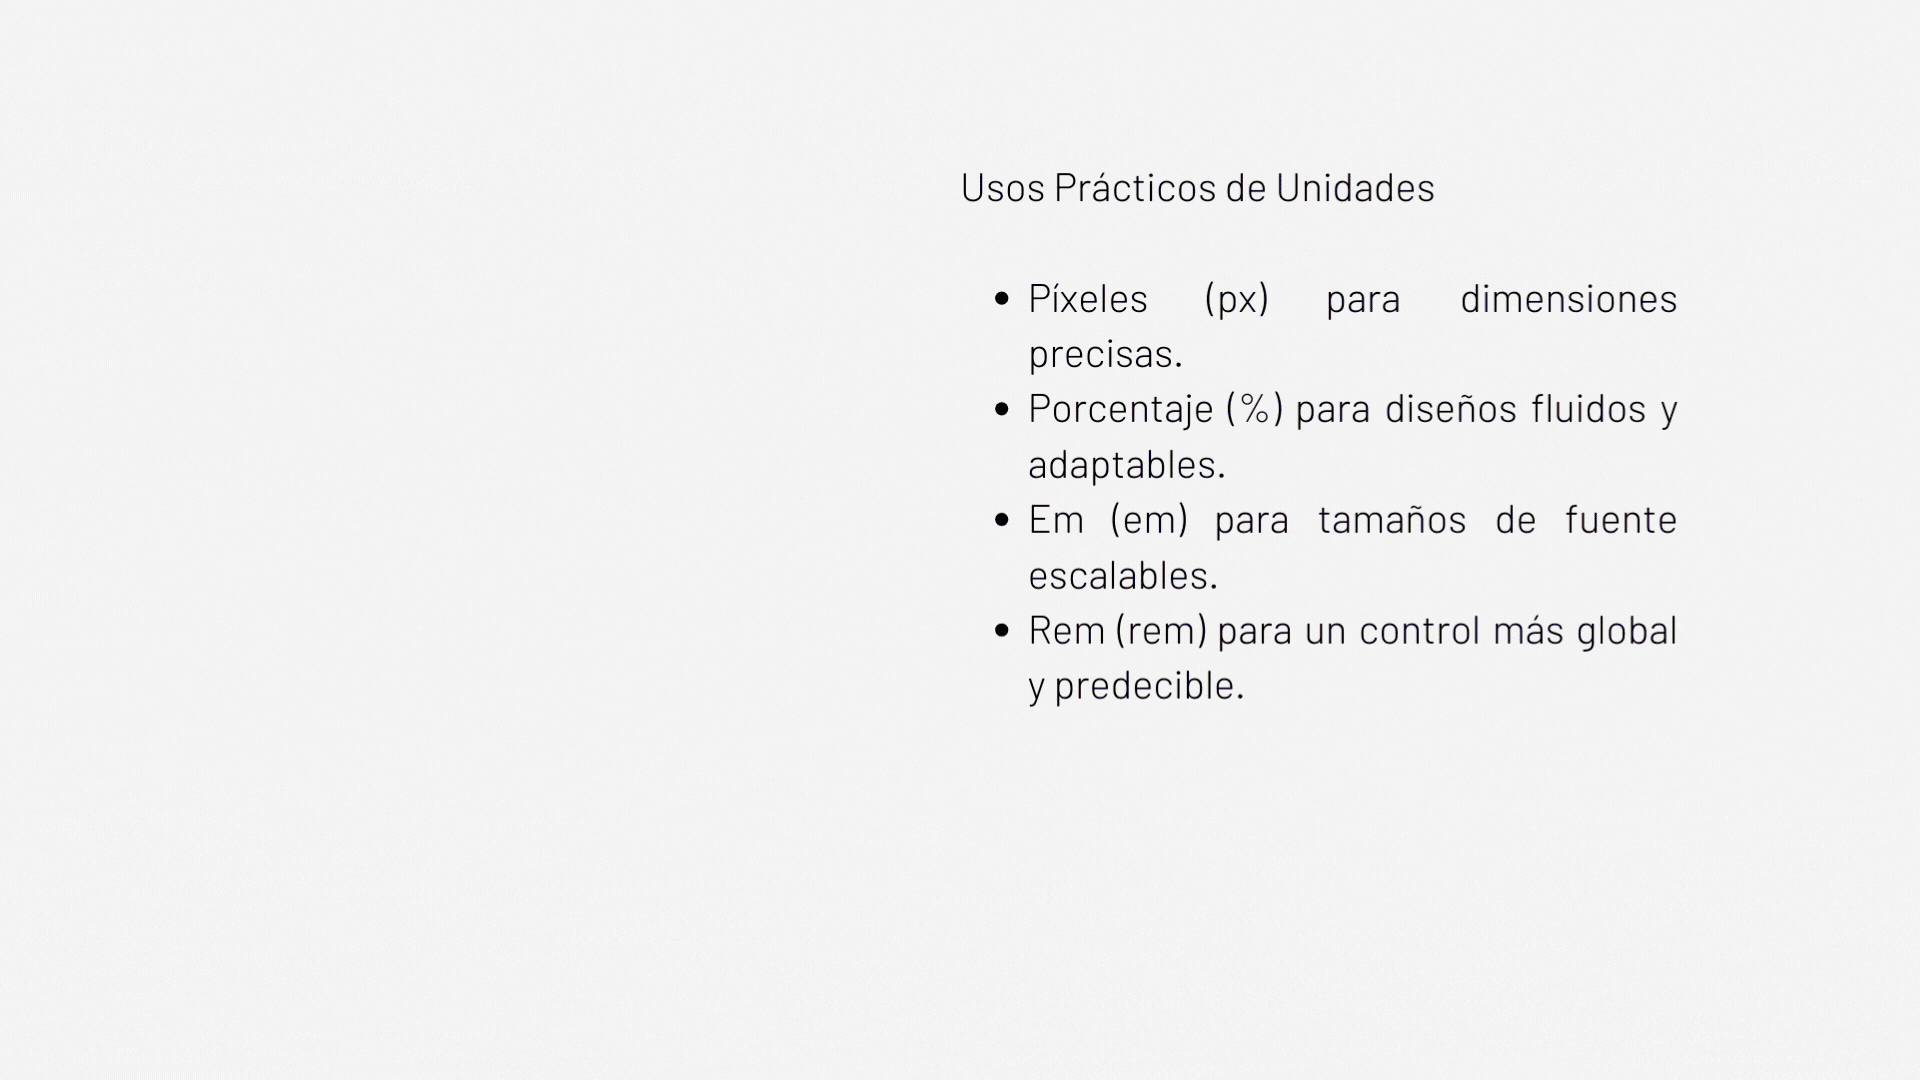 Usos Prácticos de Unidades
• Píxeles (px) para dimensiones
precisas.
• Porcentaje (%) para diseños fluidos y
adaptables.
• Em (em) para tamaños de fuente
escalables.
• Rem (rem) para un control más global
y predecible.